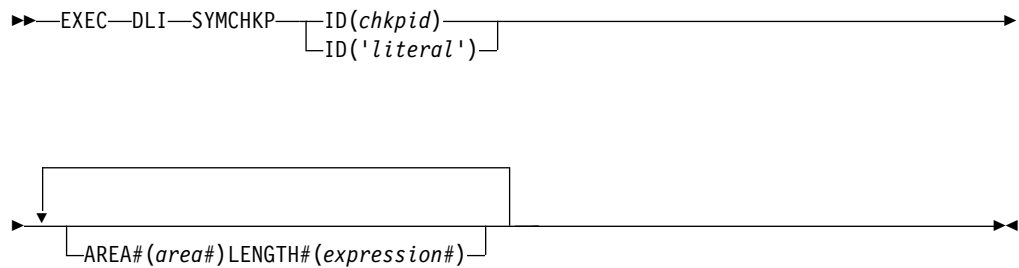 EXEC DLI SYMCHKP ID(chkpid)
ID('literal')
AREA#(area#)LENGTH#(expression#)